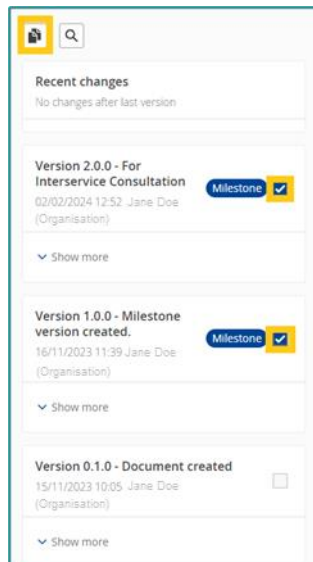 Recent changes
No changes after last version
Version 2.0.0 - For
Interservice Consultation
Milestone
02/02/2024 12:52 Jane Doe
(Organisation)
Show more
Version 1.0.0 - Milestone
version created.
Milestone
16/11/2023 11:39 Jane Doe
(Organisation)
Show more
Version 0.1.0 - Document created
15/11/2023 10:05 Jane Doe
(Organisation)
Show more